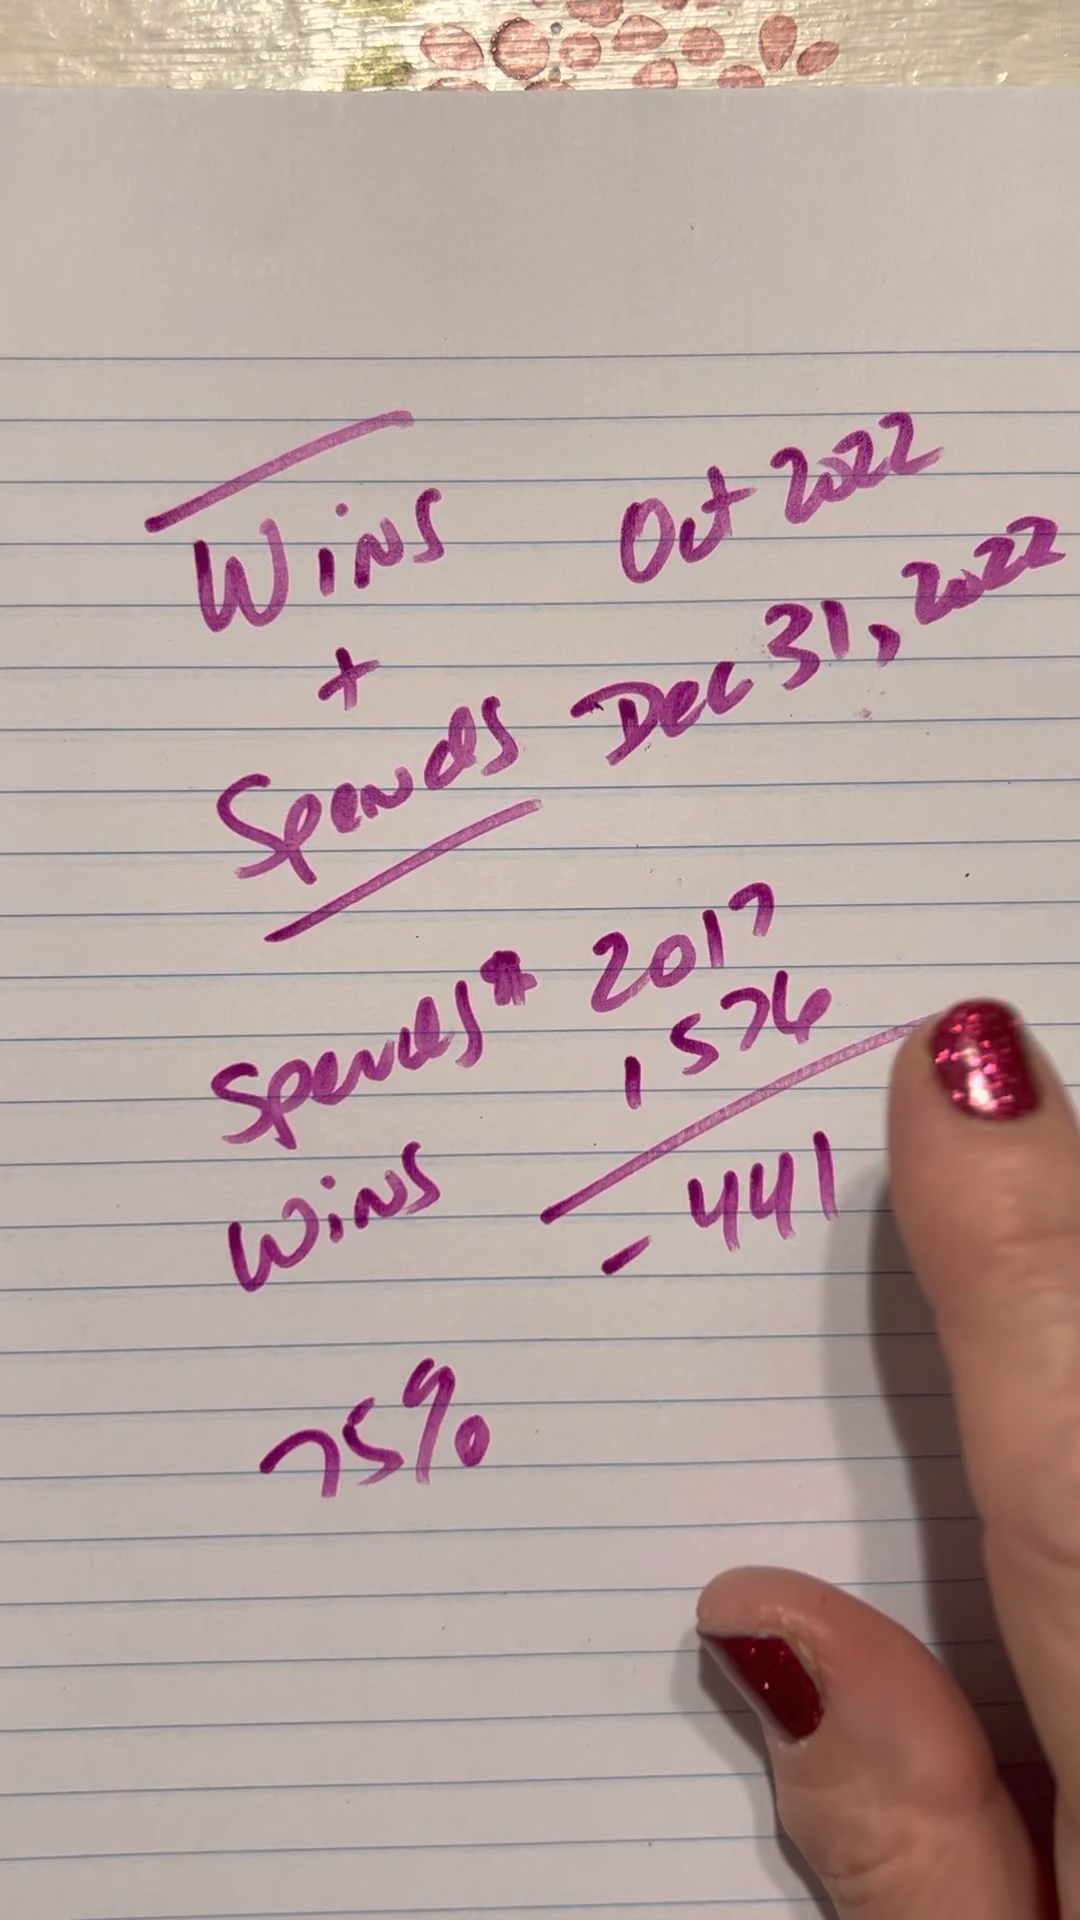 Wins Oct 2022
+
Spends Dec 31, 2022
Spends* 2017
1576
Wins
- 441
75%